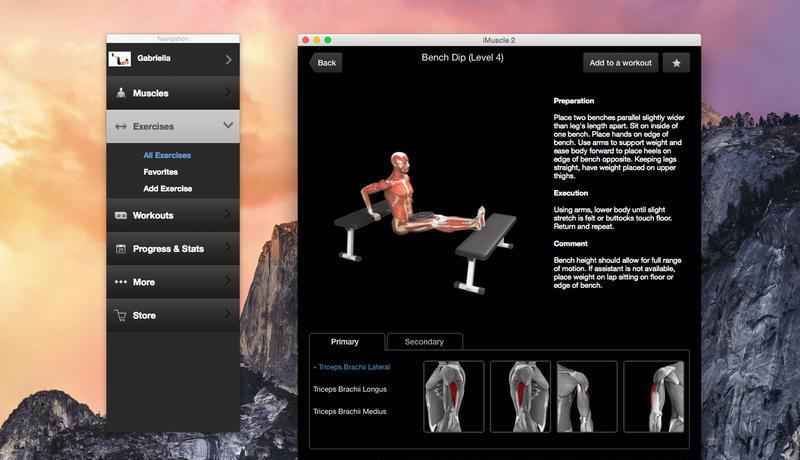 Navigation
Gabriella
Muscles
Exercises
All Exercises
Favorites
Add Exercise
Workouts
Progress & Stats
More
Store
iMuscle 2
Back
Bench Dip (Level 4)
Add to a workout
Preparation
Place two benches parallel slightly wider
than leg's length apart. Sit on inside of
one bench. Place hands on edge of
bench. Use arms to support weight and
ease body forward to place heels on
edge of bench opposite. Keeping legs
straight, have weight placed on upper
thighs.
Execution
Using arms, lower body until slight
stretch is felt or buttocks touch floor.
Return and repeat.
Comment
Bench height should allow for full range
of motion. If assistant is not available,
place weight on lap sitting on floor or
edge of bench.
Primary
Secondary
Triceps Brachii Lateral
Triceps Brachii Longus
Triceps Brachii Medius